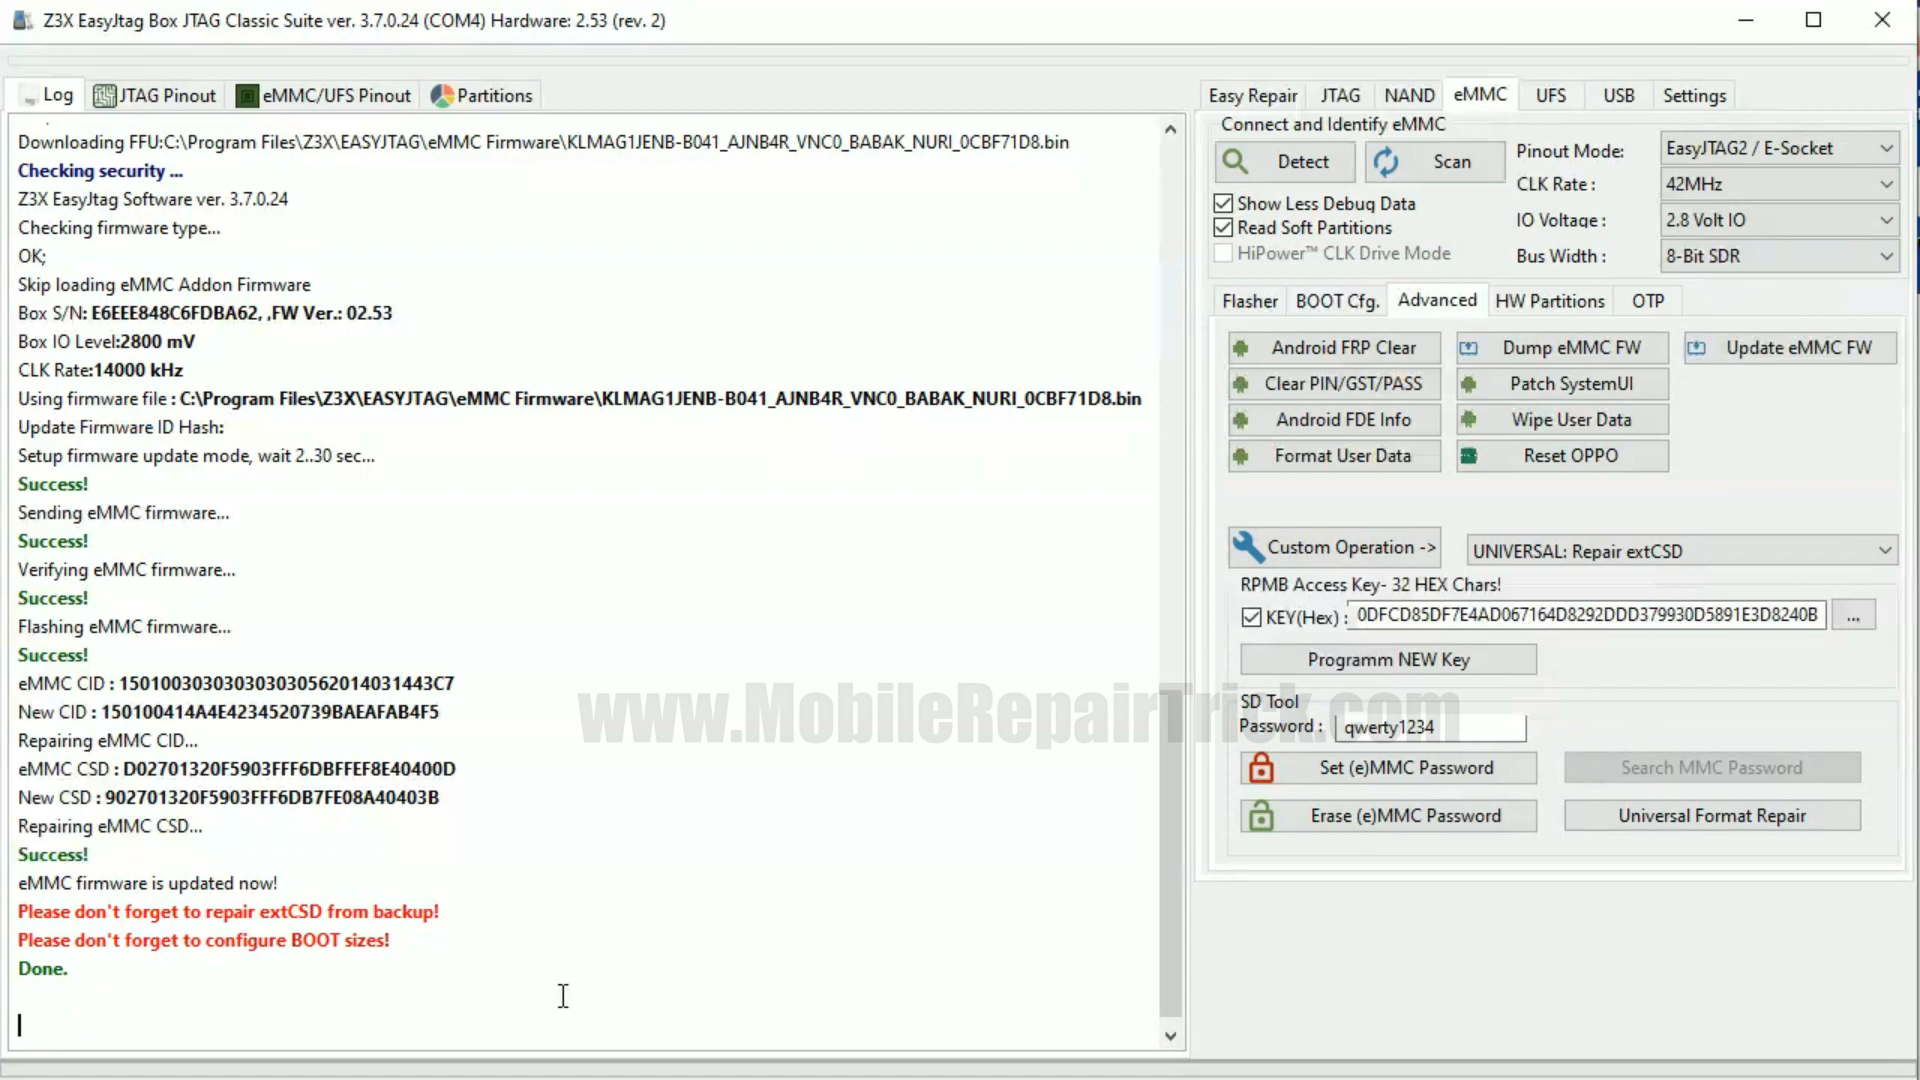 Z3X EasyJtag Box JTAG Classic Suite ver. 3.7.0.24 (COM4) Hardware: 2.53 (rev. 2)
Log JTAG Pinout eMMC/UFS Pinout Partitions
Downloading FFU:C:\Program Files\Z3X\EASYJTAG\eMMC Firmware\KLMAG1JENB-B041_AJNB4R_VNC0_BABAK_NURI_0CBF71D8.bin
Checking security ...
Z3X EasyJtag Software ver. 3.7.0.24
Checking firmware type...
OK;
Skip loading eMMC Addon Firmware
Box S/N: E6EEE848C6FDBA62, ,FW Ver.: 02.53
Box IO Level:2800 mV
CLK Rate:14000 kHz
Using firmware file : C:\Program Files\Z3X\EASYJTAG\eMMC Firmware\KLMAG1JENB-B041_AJNB4R_VNC0_BABAK_NURI_0CBF71D8.bin
Update Firmware ID Hash:
Setup firmware update mode, wait 2..30 sec...
Success!
Sending eMMC firmware...
Success!
Verifying eMMC firmware...
Success!
Flashing eMMC firmware...
Success!
eMMC CID : 150100303030303030562014031443C7
New CID : 150100414A4E4234520739BAEAFAB4F5
Repairing eMMC CID...
eMMC CSD : D02701320F5903FFF6DBFFEF8E40400D
New CSD : 902701320F5903FFF6DB7FE08A40403B
Repairing eMMC CSD...
Success!
eMMC firmware is updated now!
Please don't forget to repair extCSD from backup!
Please don't forget to configure BOOT sizes!
Done.
www.MobileRepairTrick.com
Easy Repair JTAG NAND eMMC UFS USB Settings
Connect and Identify eMMC
Detect Scan
Pinout Mode: EasyJTAG2 / E-Socket
CLK Rate : 42MHz
Show Less Debug Data
IO Voltage : 2.8 Volt IO
Read Soft Partitions
HiPower™ CLK Drive Mode
Bus Width : 8-Bit SDR
Flasher BOOT Cfg. Advanced HW Partitions OTP
Android FRP Clear Dump eMMC FW Update eMMC FW
Clear PIN/GST/PASS Patch SystemUI
Android FDE Info Wipe User Data
Format User Data Reset OPPO
Custom Operation -> UNIVERSAL: Repair extCSD
RPMB Access Key- 32 HEX Chars!
KEY(Hex) : 0DFCD85DF7E4AD067164D8292DDD379930D5891E3D8240B ...
Programm NEW Key
SD Tool
Password : qwerty1234
Set (e)MMC Password Search MMC Password
Erase (e)MMC Password Universal Format Repair